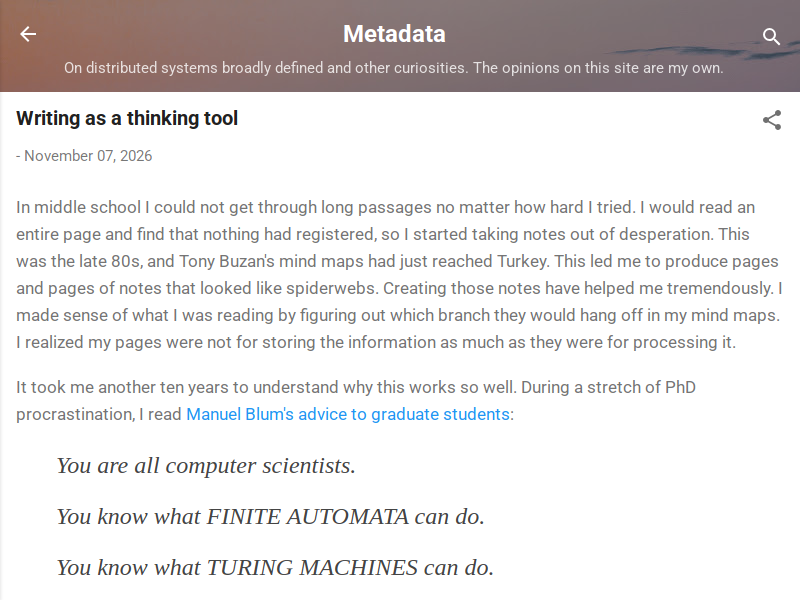 Metadata
On distributed systems broadly defined and other curiosities. The opinions on this site are my own.
Writing as a thinking tool
- November 07, 2026
In middle school I could not get through long passages no matter how hard I tried. I would read an
entire page and find that nothing had registered, so I started taking notes out of desperation. This
was the late 80s, and Tony Buzan's mind maps had just reached Turkey. This led me to produce pages
and pages of notes that looked like spiderwebs. Creating those notes have helped me tremendously. I
made sense of what I was reading by figuring out which branch they would hang off in my mind maps.
I realized my pages were not for storing the information as much as they were for processing it.
It took me another ten years to understand why this works so well. During a stretch of PhD
procrastination, I read Manuel Blum's advice to graduate students:
You are all computer scientists.
You know what FINITE AUTOMATA can do.
You know what TURING MACHINES can do.